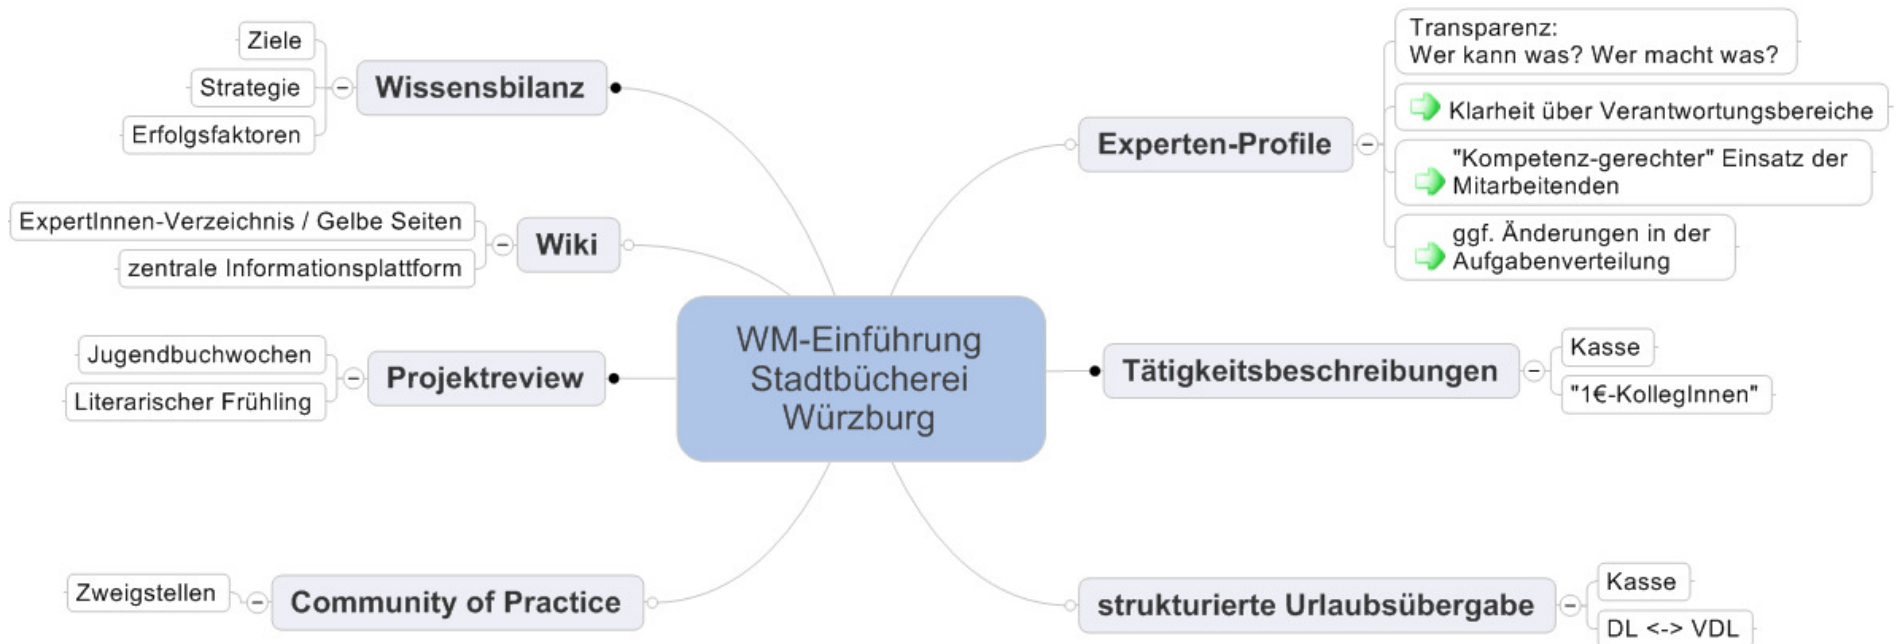 Ziele
Strategie
Erfolgsfaktoren
Wissensbilanz
ExpertInnen-Verzeichnis / Gelbe Seiten
zentrale Informationsplattform
Wiki
Jugendbuchwochen
Literarischer Frühling
Projektreview
Zweigstellen
Community of Practice
WM-Einführung
Stadtbücherei
Würzburg
Experten-Profile
Transparenz:
Wer kann was? Wer macht was?
Klarheit über Verantwortungsbereiche
"Kompetenz-gerechter" Einsatz der
Mitarbeitenden
ggf. Änderungen in der
Aufgabenverteilung
Tätigkeitsbeschreibungen
Kasse
"1€-KollegInnen"
strukturierte Urlaubsübergabe
Kasse
DL <-> VDL